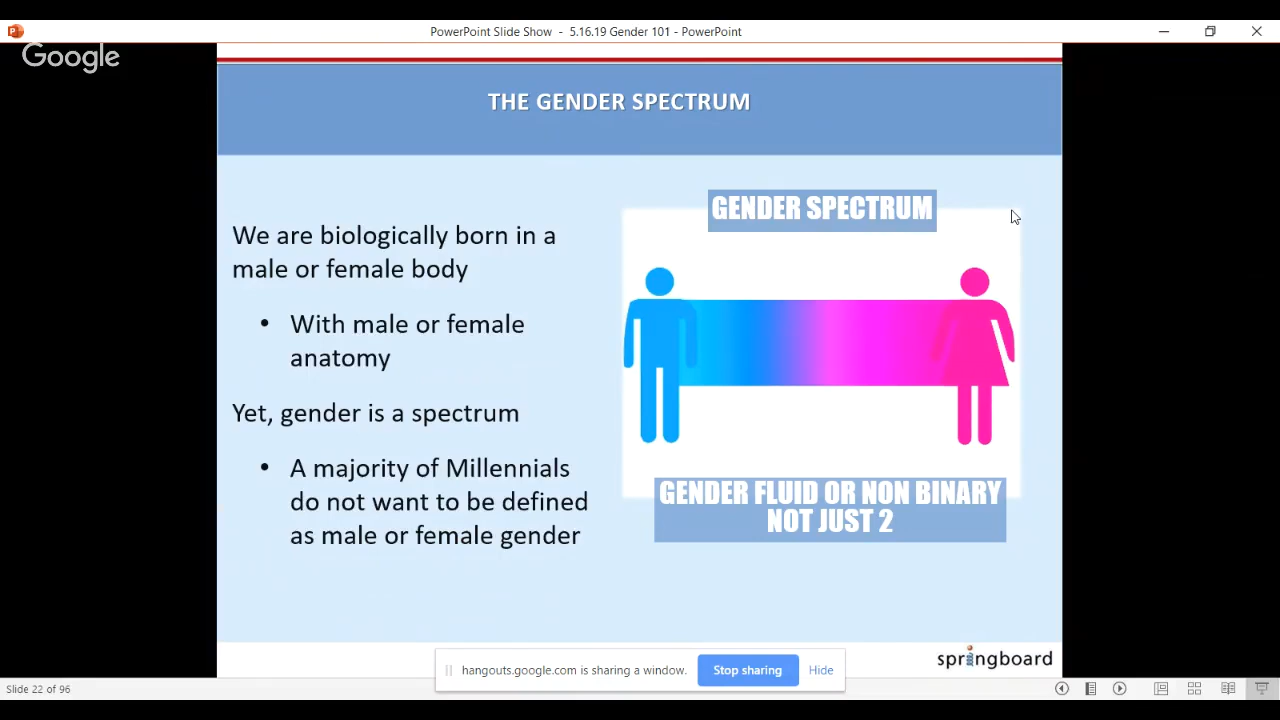 PowerPoint Slide Show - 5.16.19 Gender 101 - PowerPoint
Google
THE GENDER SPECTRUM
We are biologically born in a
male or female body
• With male or female
anatomy
Yet, gender is a spectrum
• A majority of Millennials
do not want to be defined
as male or female gender
GENDER SPECTRUM
GENDER FLUID OR NON BINARY
NOT JUST 2
springboard
hangouts.google.com is sharing a window.
Stop sharing
Hide
Slide 22 of 96